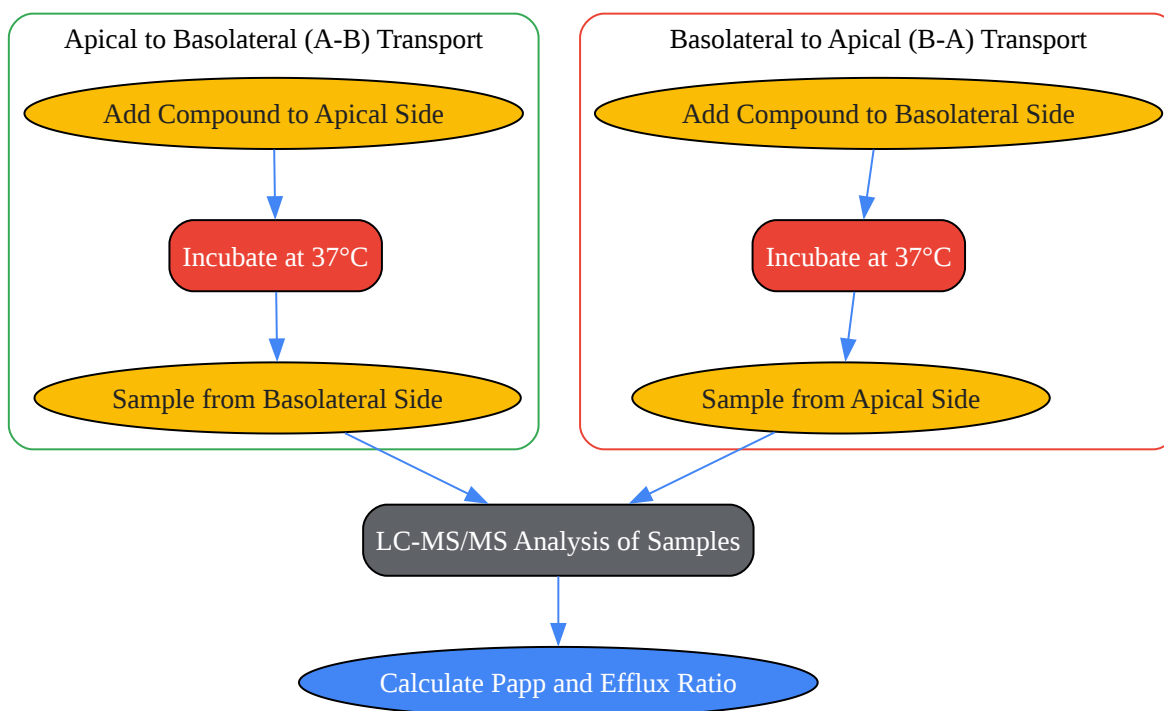 Apical to Basolateral (A-B) Transport
Add Compound to Apical Side
Incubate at 37°C
Sample from Basolateral Side
Basolateral to Apical (B-A) Transport
Add Compound to Basolateral Side
Incubate at 37°C
Sample from Apical Side
LC-MS/MS Analysis of Samples
Calculate Papp and Efflux Ratio